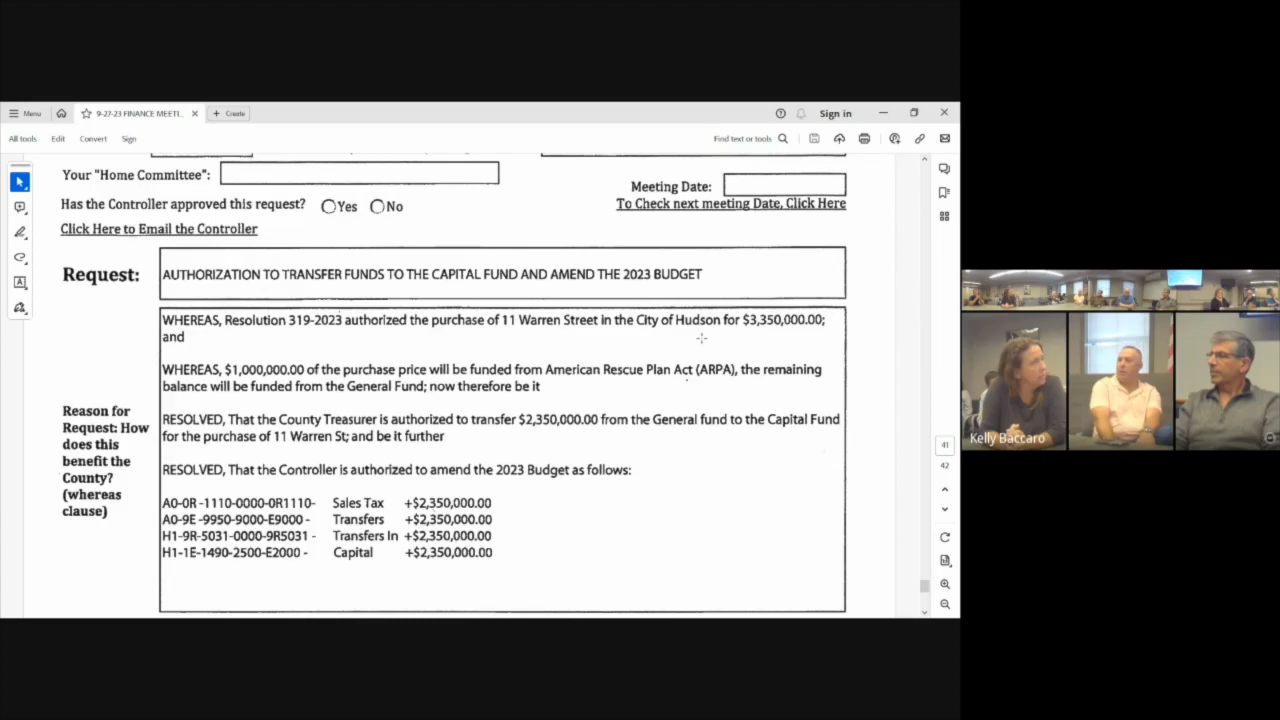 Menu
9-27-23 FINANCE MEETI...
Create
Sign in
All tools
Edit
Convert
Sign
Find text or tools
Your "Home Committee":
Meeting Date:
Has the Controller approved this request? Yes No
To Check next meeting Date, Click Here
Click Here to Email the Controller
Request:
AUTHORIZATION TO TRANSFER FUNDS TO THE CAPITAL FUND AND AMEND THE 2023 BUDGET
Reason for
Request: How
does this
benefit the
County?
(whereas
clause)
WHEREAS, Resolution 319-2023 authorized the purchase of 11 Warren Street in the City of Hudson for $3,350,000.00;
and
WHEREAS, $1,000,000.00 of the purchase price will be funded from American Rescue Plan Act (ARPA), the remaining
balance will be funded from the General Fund; now therefore be it
RESOLVED, That the County Treasurer is authorized to transfer $2,350,000.00 from the General fund to the Capital Fund
for the purchase of 11 Warren St; and be it further
RESOLVED, That the Controller is authorized to amend the 2023 Budget as follows:
A0-0R -1110-0000-0R1110- Sales Tax +$2,350,000.00
A0-9E -9950-9000-E9000 - Transfers +$2,350,000.00
H1-9R-5031-0000-9R5031 - Transfers In +$2,350,000.00
H1-1E-1490-2500-E2000 - Capital +$2,350,000.00
41
42
Kelly Baccaro